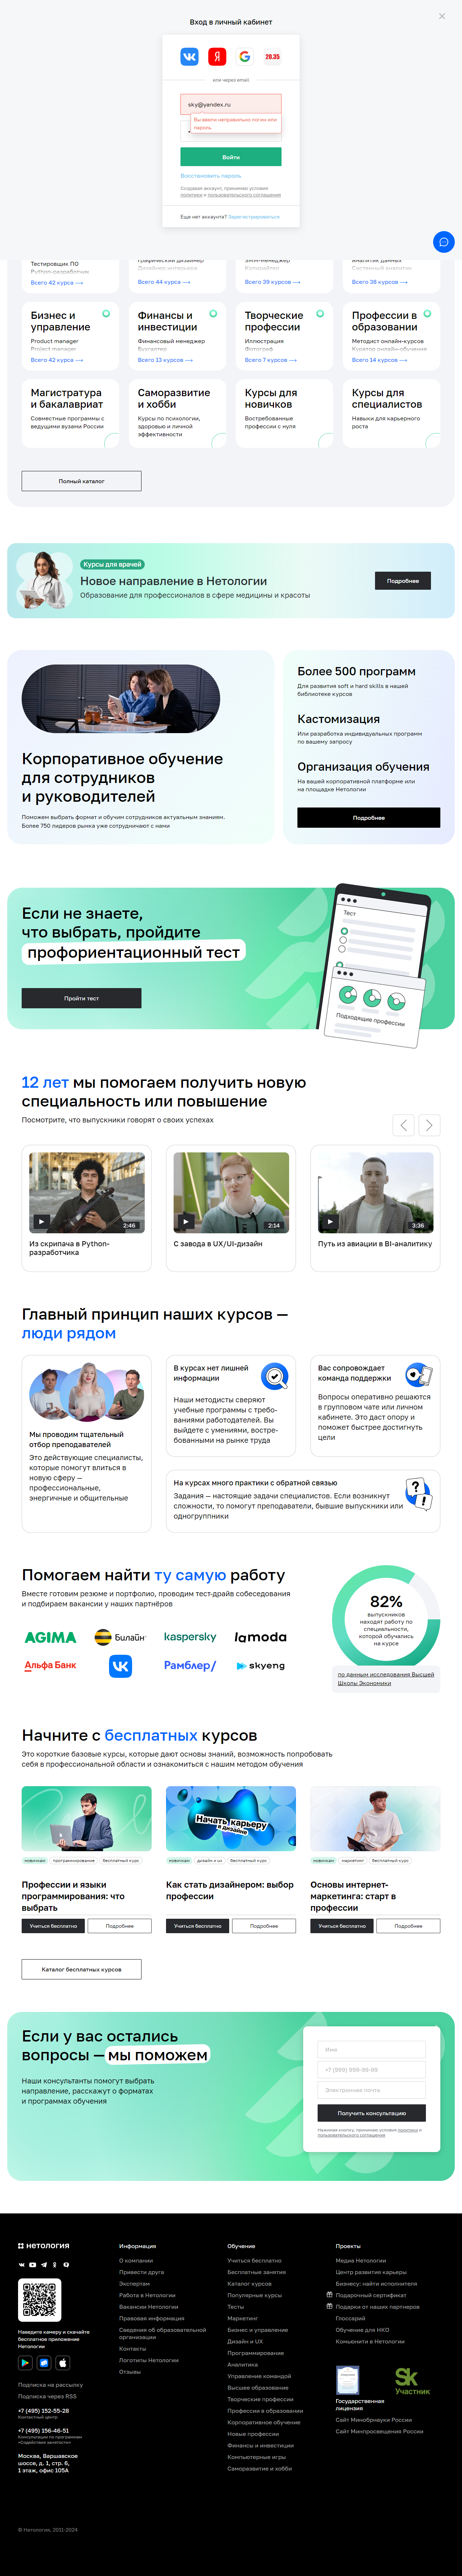 Вход в личный кабинет
Я
G
28.35
или через email
sky@yandex.ru
Вы ввели неправильно логин или
пароль
Войти
Восстановить пароль
Создавая аккаунт, принимаю условия
политики и пользовательского соглашения
Еще нет аккаунта? Зарегистрироваться
Тестировщик ПО
Python-разработчик
Всего 42 курса →
Графический дизайнер
Дизайнер интерьера
Всего 44 курса →
SMM-менеджер
Копирайтер
Всего 39 курсов →
Аналитик данных
Системный аналитик
Всего 38 курсов →
Бизнес и
управление
Product manager
Project manager
Всего 42 курса →
Финансы и
инвестиции
Финансовый менеджер
Бухгалтер
Всего 13 курсов →
Творческие
профессии
Иллюстрация
Фотограф
Всего 7 курсов →
Профессии в
образовании
Методист онлайн-курсов
Куратор онлайн-обучения
Всего 14 курсов →
Магистратура
и бакалавриат
Совместные программы с
ведущими вузами России
Саморазвитие
и хобби
Курсы по психологии,
здоровью и личной
эффективности
Курсы для
новичков
Востребованные
профессии с нуля
Курсы для
специалистов
Навыки для карьерного
роста
Полный каталог
Курсы для врачей
Новое направление в Нетологии
Образование для профессионалов в сфере медицины и красоты
Подробнее
Корпоративное обучение
для сотрудников
и руководителей
Поможем выбрать формат и обучим сотрудников актуальным знаниям.
Более 750 лидеров рынка уже сотрудничают с нами
Более 500 программ
Для развития soft и hard skills в нашей
библиотеке курсов
Кастомизация
Или разработка индивидуальных программ
по вашему запросу
Организация обучения
На вашей корпоративной платформе или
на площадке Нетологии
Подробнее
Если не знаете,
что выбрать, пройдите
профориентационный тест
Пройти тест
Тест
Подходящие профессии
12 лет мы помогаем получить новую
специальность или повышение
Посмотрите, что выпускники говорят о своих успехах
2:46
Из скрипача в Python-
разработчика
2:14
С завода в UX/UI-дизайн
3:36
Путь из авиации в BI-аналитику
Главный принцип наших курсов —
люди рядом
Мы проводим тщательный
отбор преподавателей
Это действующие специалисты,
которые помогут влиться в
новую сферу —
профессиональные,
энергичные и общительные
В курсах нет лишней
информации
Наши методисты сверяют
учебные программы с требо-
ваниями работодателей. Вы
выйдете с умениями, востре-
бованными на рынке труда
Вас сопровождает
команда поддержки
Вопросы оперативно решаются
в групповом чате или личном
кабинете. Это даст опору и
поможет быстрее достигнуть
цели
На курсах много практики с обратной связью
Задания — настоящие задачи специалистов. Если возникнут
сложности, то помогут преподаватели, бывшие выпускники или
одногруппники
Помогаем найти ту самую работу
Вместе готовим резюме и портфолио, проводим тест-драйв собеседования
и подбираем вакансии у наших партнёров
AGIMA
Билайн
kaspersky
lamoda
Альфа Банк
Рамблер/
skyeng
82%
выпускников
находят работу по
специальности,
которой обучались
на курсе
по данным исследования Высшей
Школы Экономики
Начните с бесплатных курсов
Это короткие базовые курсы, которые дают основы знаний, возможность попробовать
себя в профессиональной области и ознакомиться с нашим методом обучения
новичкам программирование бесплатный курс
Профессии и языки
программирования: что
выбрать
Учиться бесплатно
Подробнее
Начать карьеру
в дизайне
новичкам дизайн и ux бесплатный курс
Как стать дизайнером: выбор
профессии
Учиться бесплатно
Подробнее
новичкам маркетинг бесплатный курс
Основы интернет-
маркетинга: старт в
профессии
Учиться бесплатно
Подробнее
Каталог бесплатных курсов
Если у вас остались
вопросы — мы поможем
Наши консультанты помогут выбрать
направление, расскажут о форматах
и программах обучения
Имя
+7 (999) 999-99-99
Электронная почта
Получить консультацию
Нажимая кнопку, принимаю условия политики и
пользовательского соглашения
нетология
Наведите камеру и скачайте
бесплатное приложение
Нетологии
Подписка на рассылку
Подписка через RSS
+7 (495) 152-55-28
Контактный центр
+7 (495) 156-46-51
Консультации по программам
«Содействие занятости»
Москва, Варшавское
шоссе, д. 1, стр. 6,
1 этаж, офис 105А
© Нетология, 2011-2024
Информация
О компании
Привести друга
Экспертам
Работа в Нетологии
Вакансии Нетологии
Правовая информация
Сведения об образовательной
организации
Контакты
Логотипы Нетологии
Отзывы
Обучение
Учиться бесплатно
Бесплатные занятия
Каталог курсов
Популярные курсы
Тесты
Маркетинг
Бизнес и управление
Дизайн и UX
Программирование
Аналитика
Управление командой
Высшее образование
Творческие профессии
Профессии в образовании
Корпоративное обучение
Новые профессии
Финансы и инвестиции
Компьютерные игры
Саморазвитие и хобби
Проекты
Медиа Нетологии
Центр развития карьеры
Бизнесу: найти исполнителя
Подарочный сертификат
Подарки от наших партнеров
Глоссарий
Обучение для НКО
Комьюнити в Нетологии
Государственная
лицензия
Sk
Участник
Сайт Минобрнауки России
Сайт Минпросвещения России